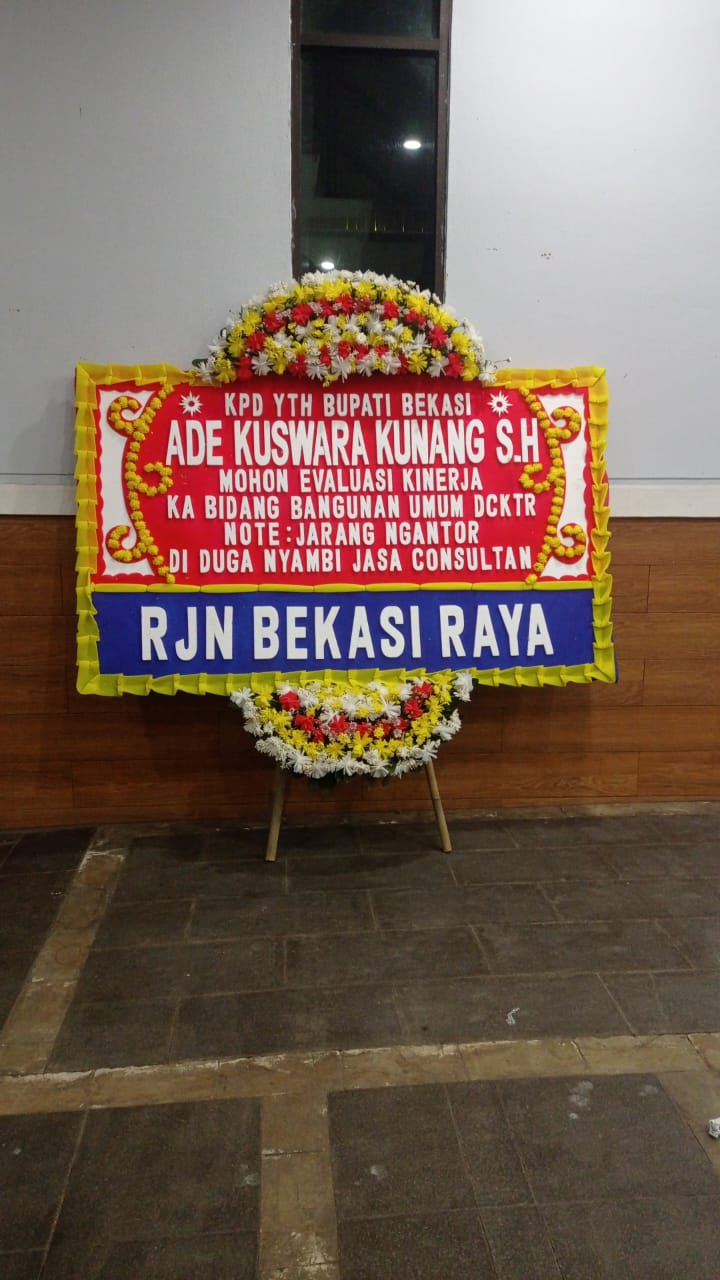 KPD YTH BUPATI BEKASI
ADE KUSWARA KUNANG S.H
MOHON EVALUASI KINERJA
KA BIDANG BANGUNAN UMUM DCKTR
NOTE : JARANG NGANTOR
DI DUGA NYAMBI JASA CONSULTAN
RJN BEKASI RAYA